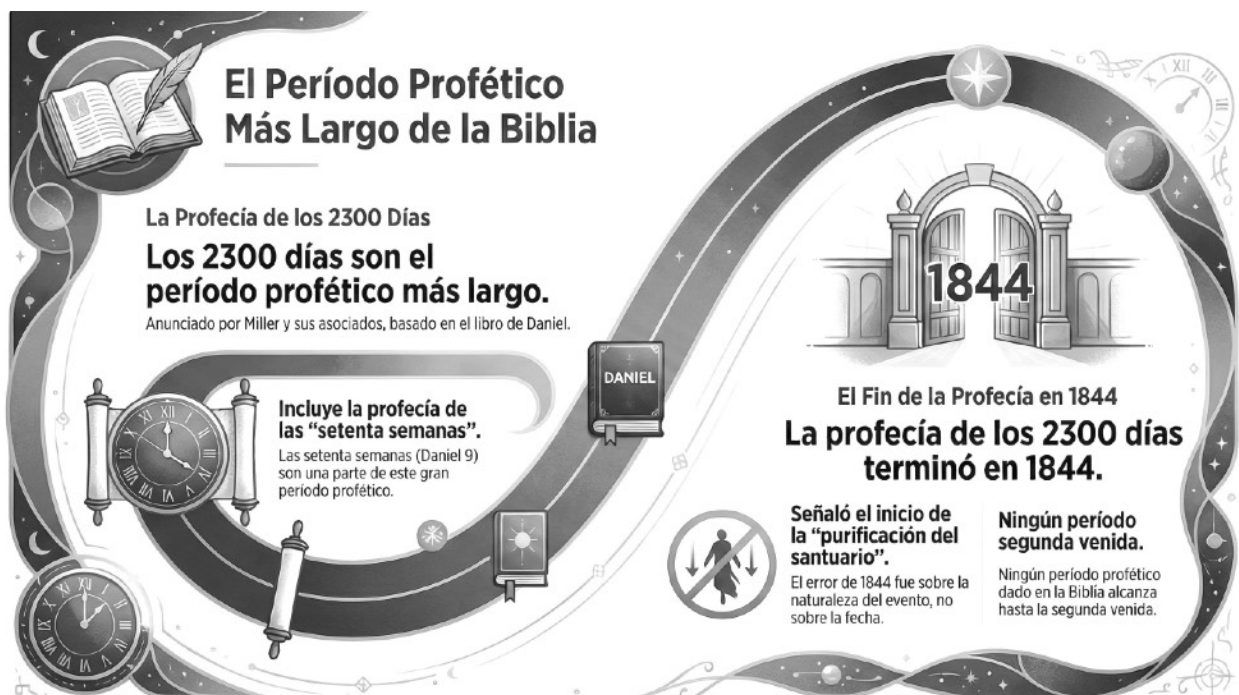 El Período Profético
Más Largo de la Biblia
La Profecía de los 2300 Días
Los 2300 días son el
período profético más largo.
Anunciado por Miller y sus asociados, basado en el libro de Daniel.
Incluye la profecía de
las “setenta semanas”.
Las setenta semanas (Daniel 9)
son una parte de este gran
período profético.
DANIEL
1844
El Fin de la Profecía en 1844
La profecía de los 2300 días
terminó en 1844.
Señaló el inicio de
la “purificación del
santuario”.
El error de 1844 fue sobre la
naturaleza del evento, no
sobre la fecha.
Ningún período
segunda venida.
Ningún período profético
dado en la Biblia alcanza
hasta la segunda venida.